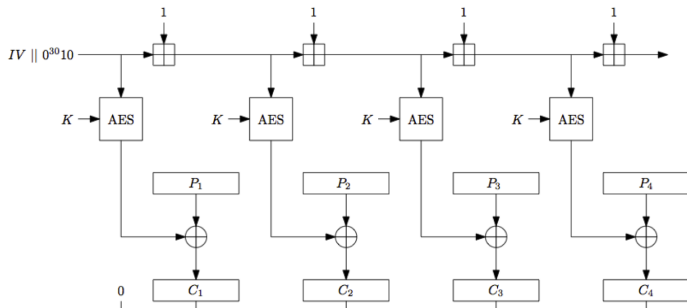 1 1 1 1
IV || 0³⁰10
K AES K AES K AES K AES
P₁ P₂ P₃ P₄
0 C₁ C₂ C₃ C₄